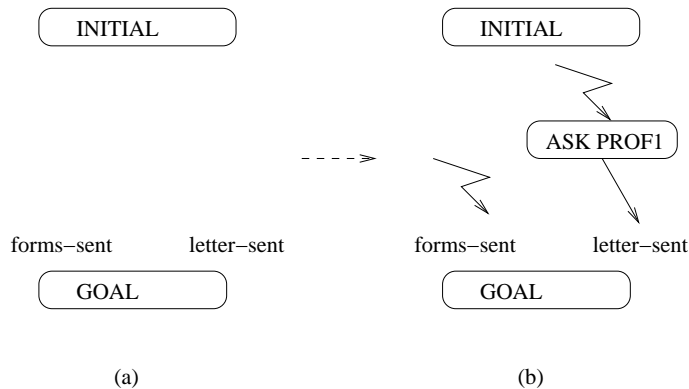 INITIAL
INITIAL
ASK PROF1
forms−sent
letter−sent
forms−sent
letter−sent
GOAL
GOAL
(a)
(b)